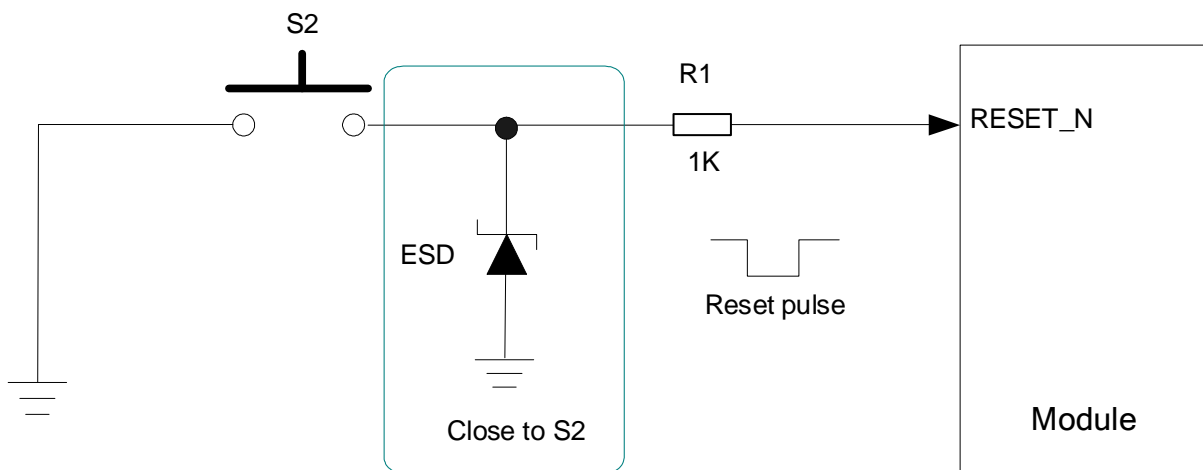 S2
R1
RESET_N
1K
ESD
Reset pulse
Close to S2
Module